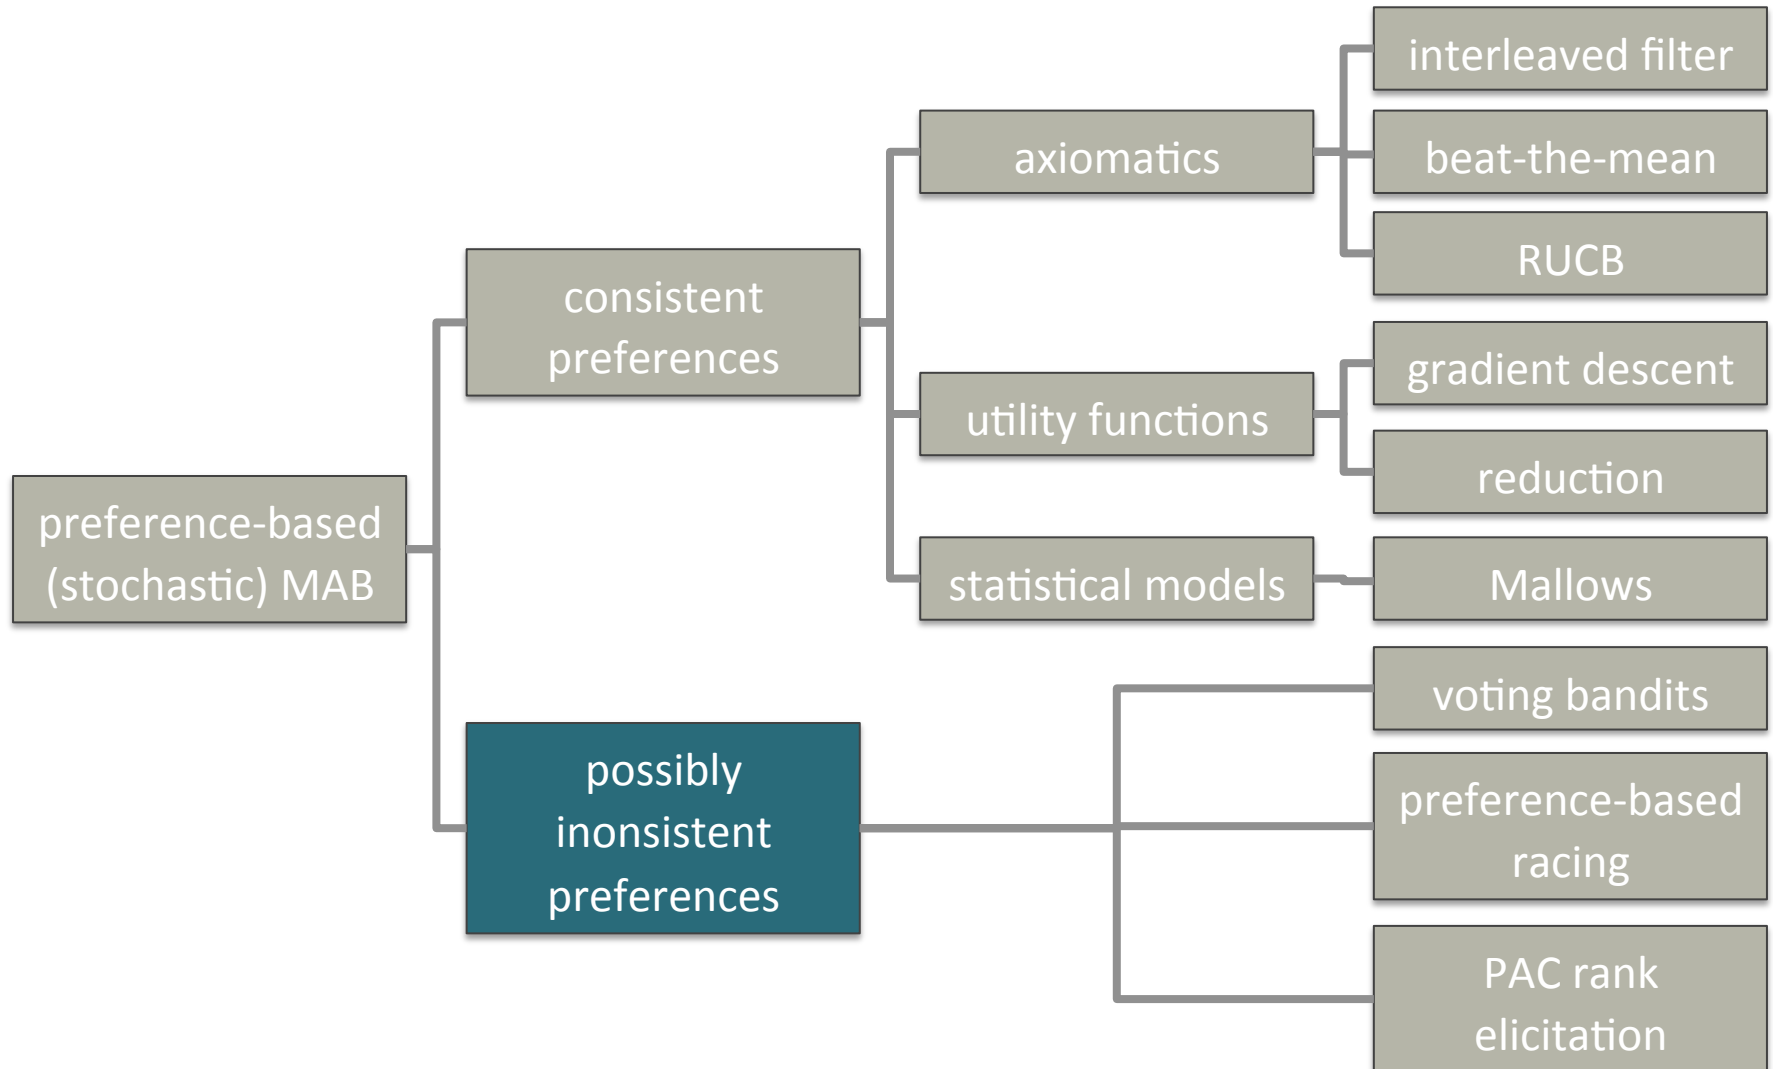 preference-based
(stochastic) MAB
consistent
preferences
possibly
inonsistent
preferences
axiomatics
utility functions
statistical models
interleaved filter
beat-the-mean
RUCB
gradient descent
reduction
Mallows
voting bandits
preference-based
racing
PAC rank
elicitation